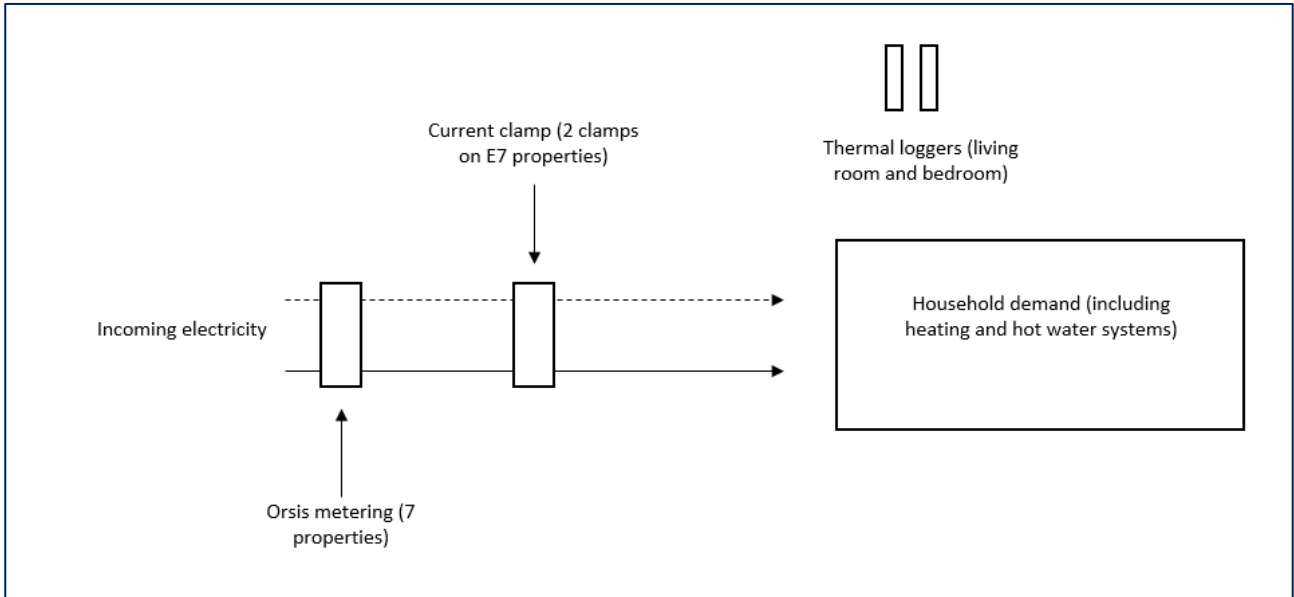 Current clamp (2 clamps
on E7 properties)
Thermal loggers (living
room and bedroom)
Incoming electricity
Household demand (including
heating and hot water systems)
Orsis metering (7
properties)